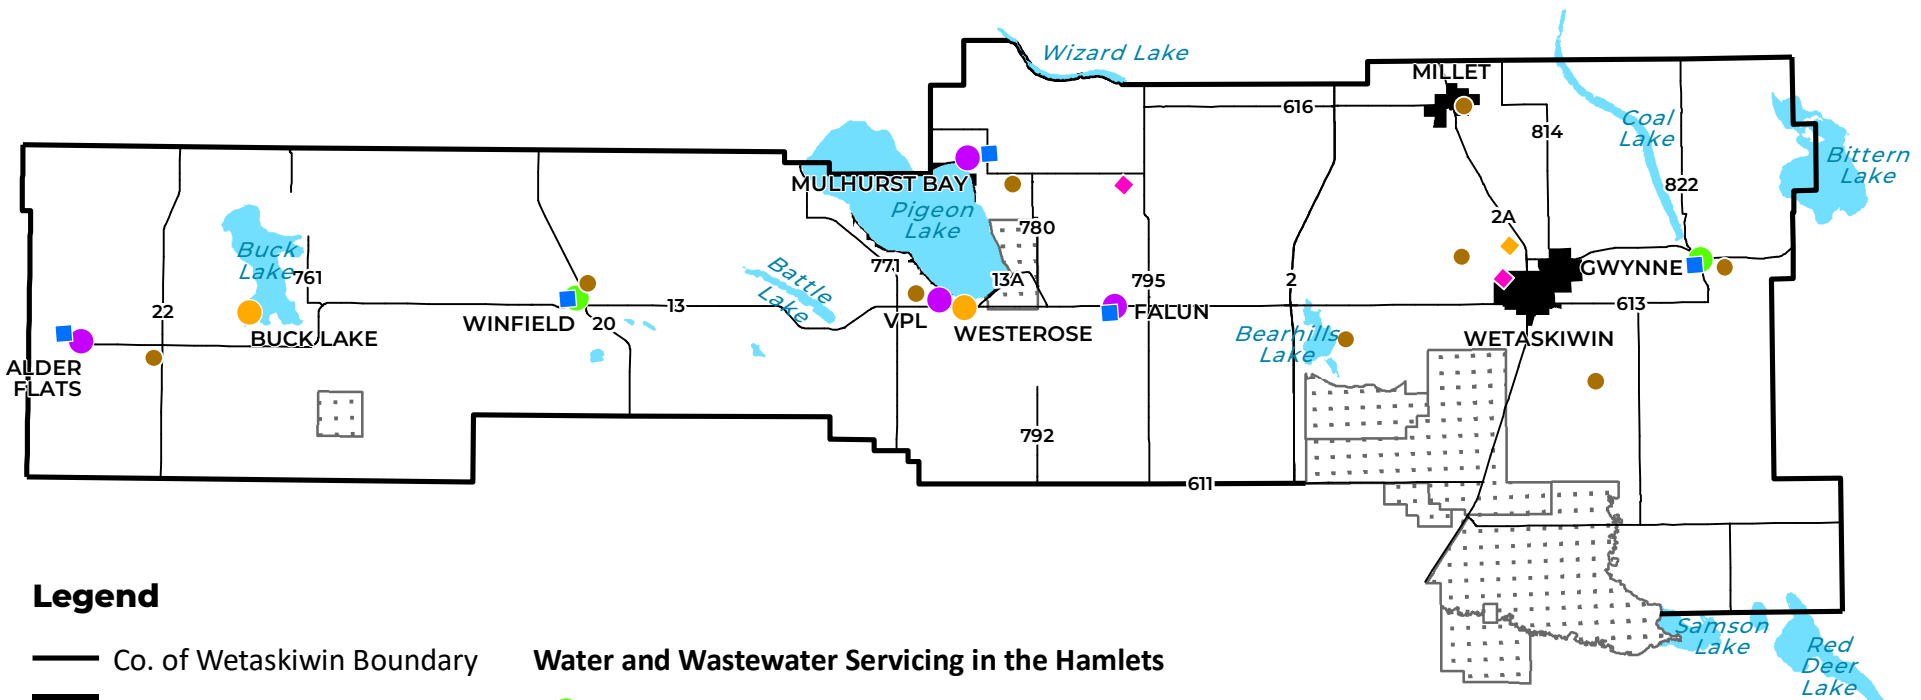 Wizard Lake
MILLET
616
814
Coal
Lake
Bittern
Lake
822
MULHURST BAY
Pigeon
Lake
780
2A
Buck
Lake
761
771
Battle
Lake
13A
795
2
GWYNNE
22
WINFIELD
20
13
VPL
WESTEROSE
FALUN
613
BUCK LAKE
Bearhills
Lake
WETASKIWIN
ALDER
FLATS
792
611
Samson
Lake
Red
Deer
Lake
Legend
Co. of Wetaskiwin Boundary
Water and Wastewater Servicing in the Hamlets